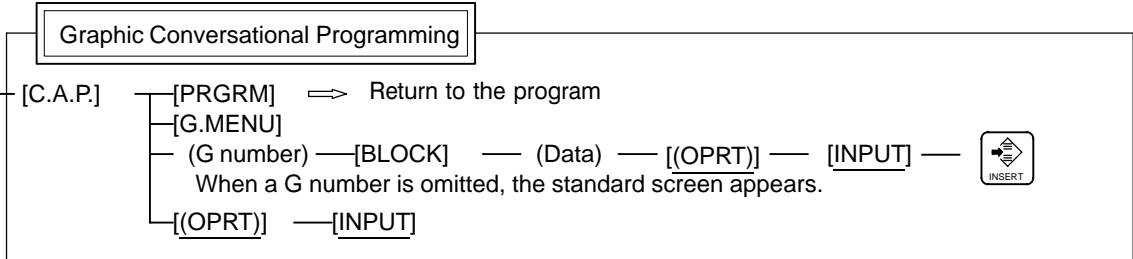 Graphic Conversational Programming
[C.A.P.] [PRGRM] Return to the program
[G.MENU]
(G number) [BLOCK] (Data) [(OPRT)] [INPUT] INSERT
When a G number is omitted, the standard screen appears.
[(OPRT)] [INPUT]